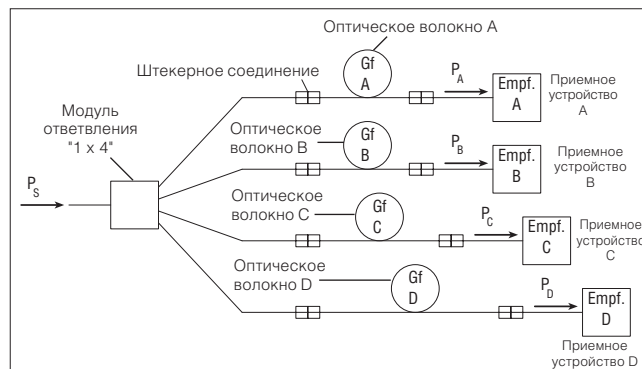 Оптическое волокно A
Штекерное соединение
Gf
A
P_A
Empf.
A
Приемное
устройство
A
Модуль
ответвления
"1 x 4"
Оптическое
волокно B
Gf
B
P_B
Empf.
B
Приемное
устройство
B
P_S
Оптическое
волокно C
Gf
C
P_C
Empf.
C
Приемное
устройство
C
Оптическое
волокно D
Gf
D
P_D
Empf.
D
Приемное
устройство D